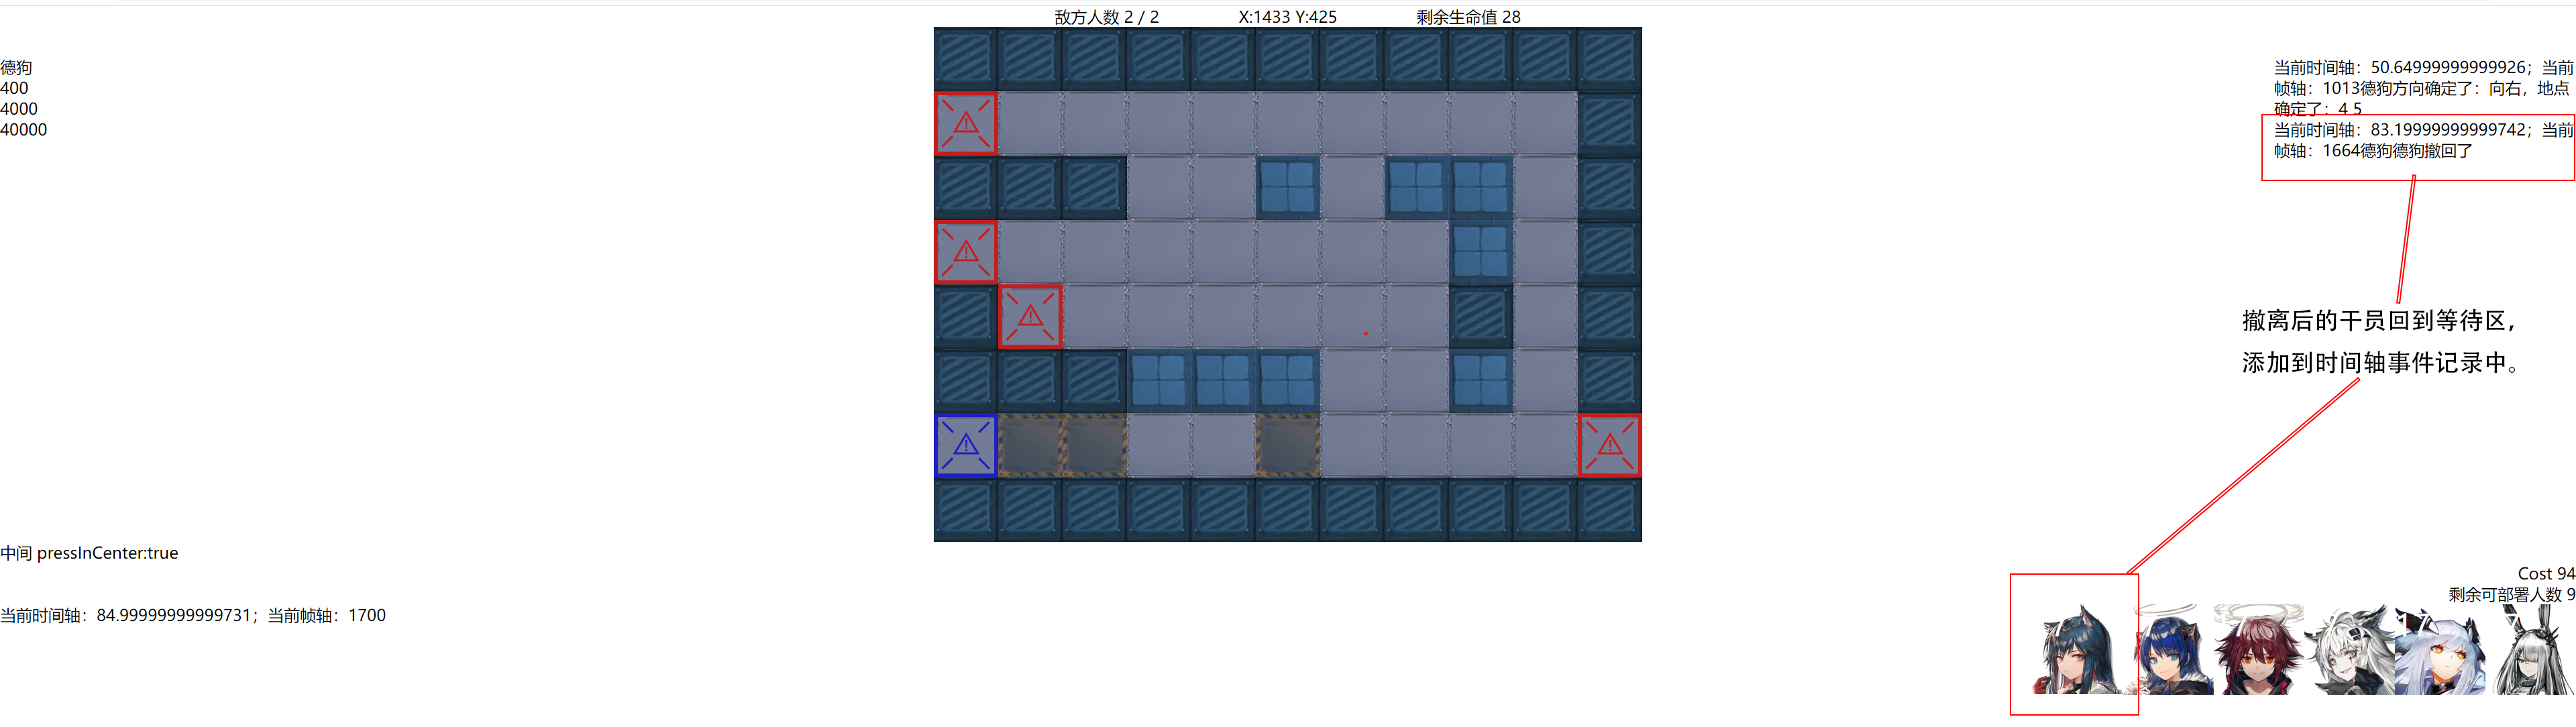 敌方人数 2 / 2
X:1433 Y:425
剩余生命值 28
德狗
400
4000
40000
当前时间轴：50.64999999999926；当前
帧轴：1013德狗方向确定了：向右，地点
确定了：4 5
当前时间轴：83.19999999999742；当前
帧轴：1664德狗德狗撤回了
撤离后的干员回到等待区，
添加到时间轴事件记录中。
中间 pressInCenter:true
当前时间轴：84.99999999999731；当前帧轴：1700
Cost 94
剩余可部署人数 9